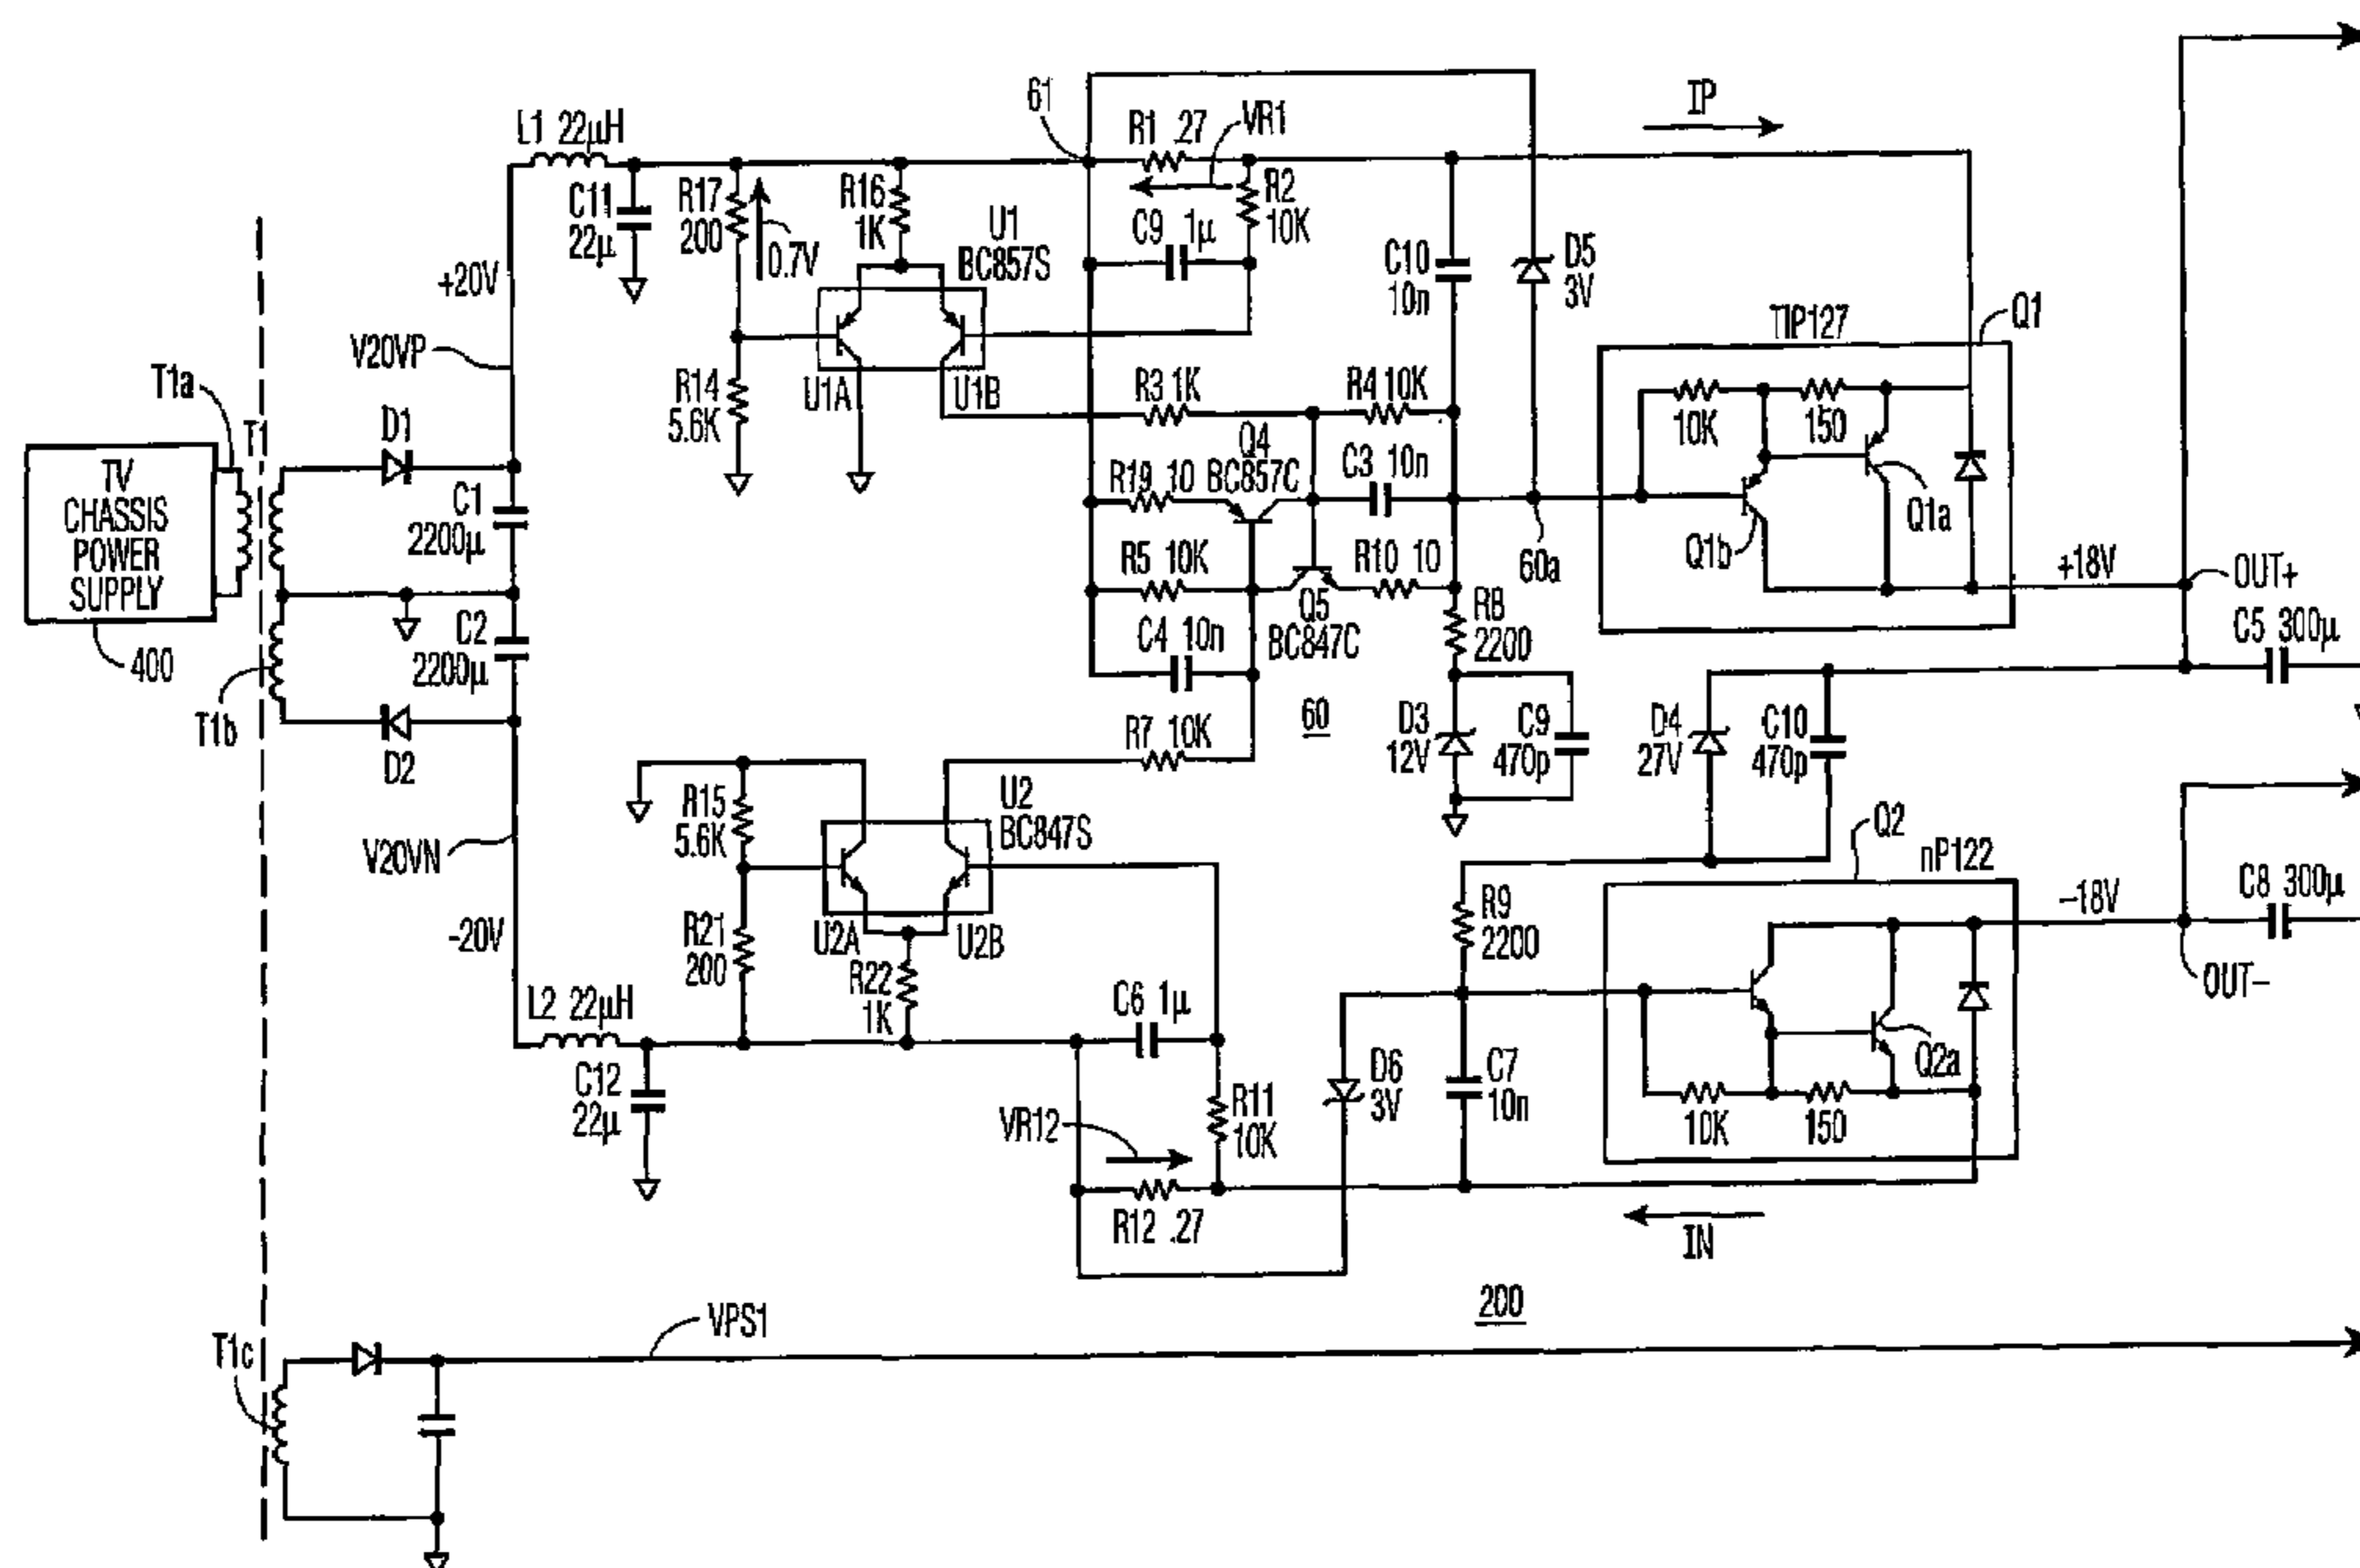 IP
61
R1 .27
VR1
L1 22µH
C11
22µ
R17
200
0.7V
R16
1K
U1
BC857S
C9 1µ
R2
10K
C10
10n
D5
3V
+20V
V20VP
T1a
T1
D1
R14
5.6K
U1A
U1B
R3 1K
R4 10K
TIP127
Q1
10K
150
Q1a
Q1b
TV
CHASSIS
POWER
SUPPLY
400
C1
2200µ
R19 10
Q4
BC857C
C3 10n
60a
R5 10K
R10 10
Q5
BC847C
C4 10n
R8
2200
+18V
OUT+
C5 300µ
C2
2200µ
T1b
D2
60
R7 10K
D3
12V
C9
470p
D4
27V
C10
470p
R15
5.6K
U2
BC847S
V20VN
-20V
R21
200
U2A
U2B
R22
1K
Q2
nP122
-18V
C8 300µ
R9
2200
OUT-
L2 22µH
C6 1µ
C12
22µ
D6
3V
C7
10n
Q2a
10K
150
VR12
R11
10K
R12 .27
IN
200
T1c
VPS1